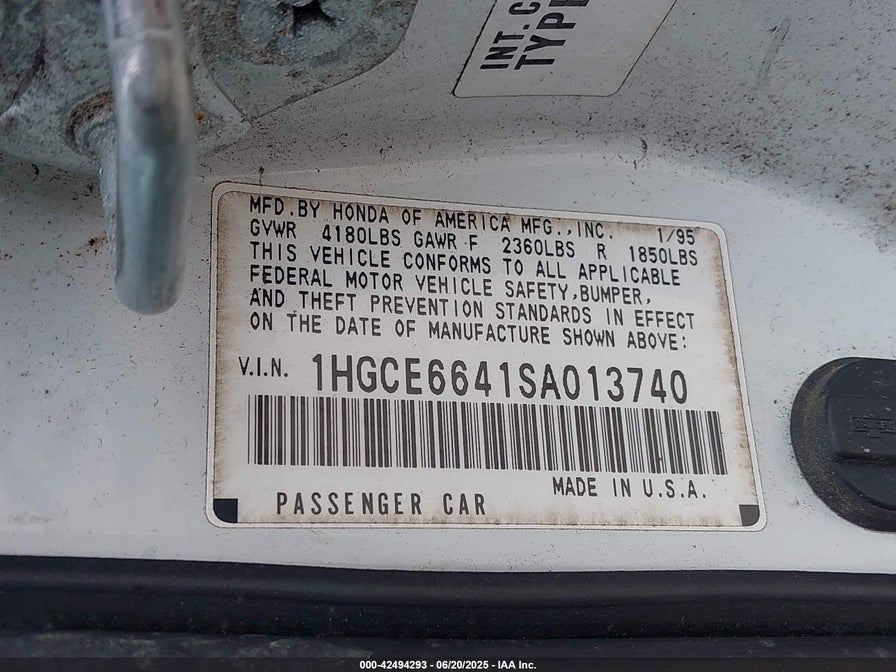 INT. C
TYPE
MFD. BY HONDA OF AMERICA MFG., INC. 1/95
GVWR 4180LBS GAWR F 2360LBS R 1850LBS
THIS VEHICLE CONFORMS TO ALL APPLICABLE
FEDERAL MOTOR VEHICLE SAFETY, BUMPER,
AND THEFT PREVENTION STANDARDS IN EFFECT
ON THE DATE OF MANUFACTURE SHOWN ABOVE:
V.I.N. 1HGCE6641SA013740
MADE IN U.S.A.
PASSENGER CAR
000-42494293 - 06/20/2025 - IAA Inc.